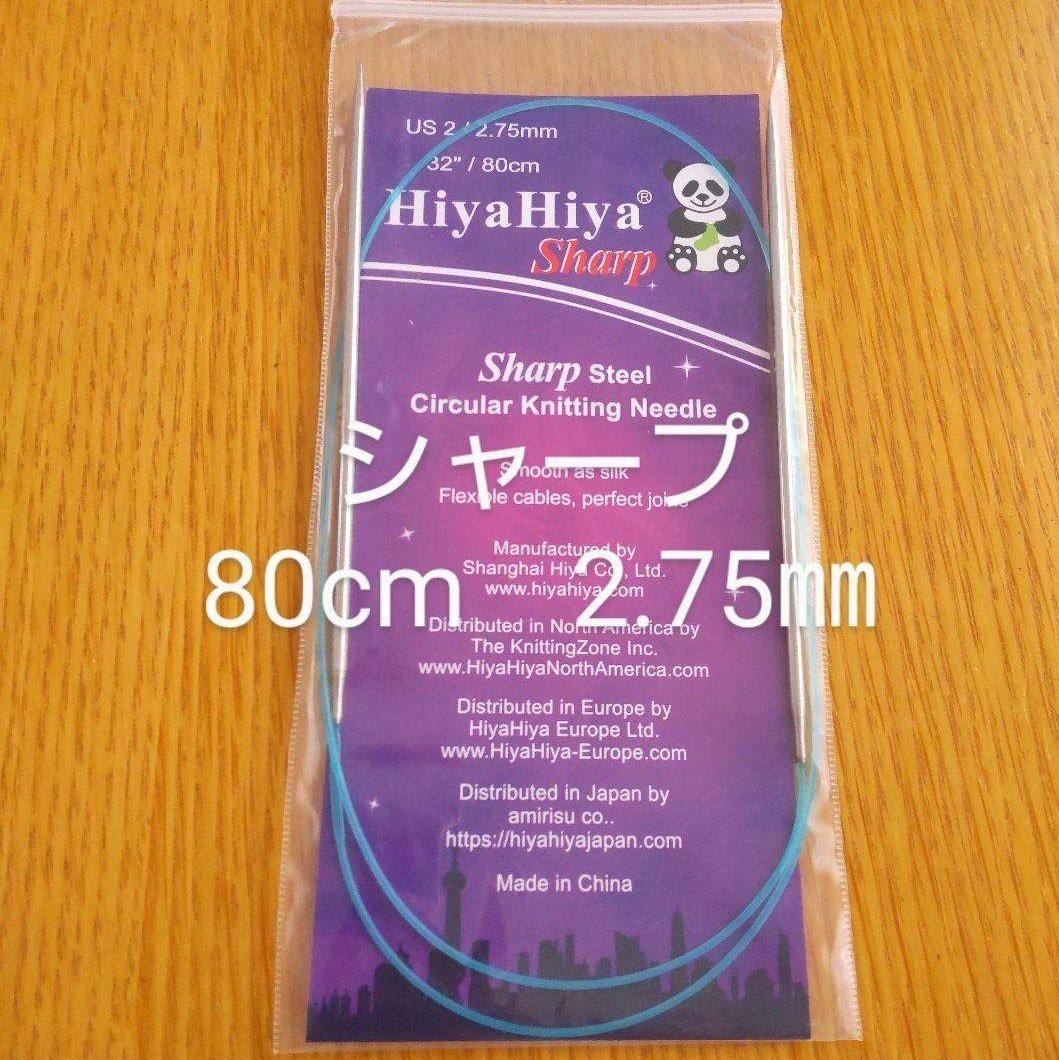 US 2 / 2.75mm
32" / 80cm
HiyaHiya®
Sharp
Sharp Steel
Circular Knitting Needle
シャープ
Smooth as silk
Flexible cables, perfect joins
80cm 2.75㎜
Manufactured by
Shanghai Hiya Co., Ltd.
www.hiyahiya.com
Distributed in North America by
The KnittingZone Inc.
www.HiyaHiyaNorthAmerica.com
Distributed in Europe by
HiyaHiya Europe Ltd.
www.HiyaHiya-Europe.com
Distributed in Japan by
amirisu co..
https://hiyahiyajapan.com
Made in China